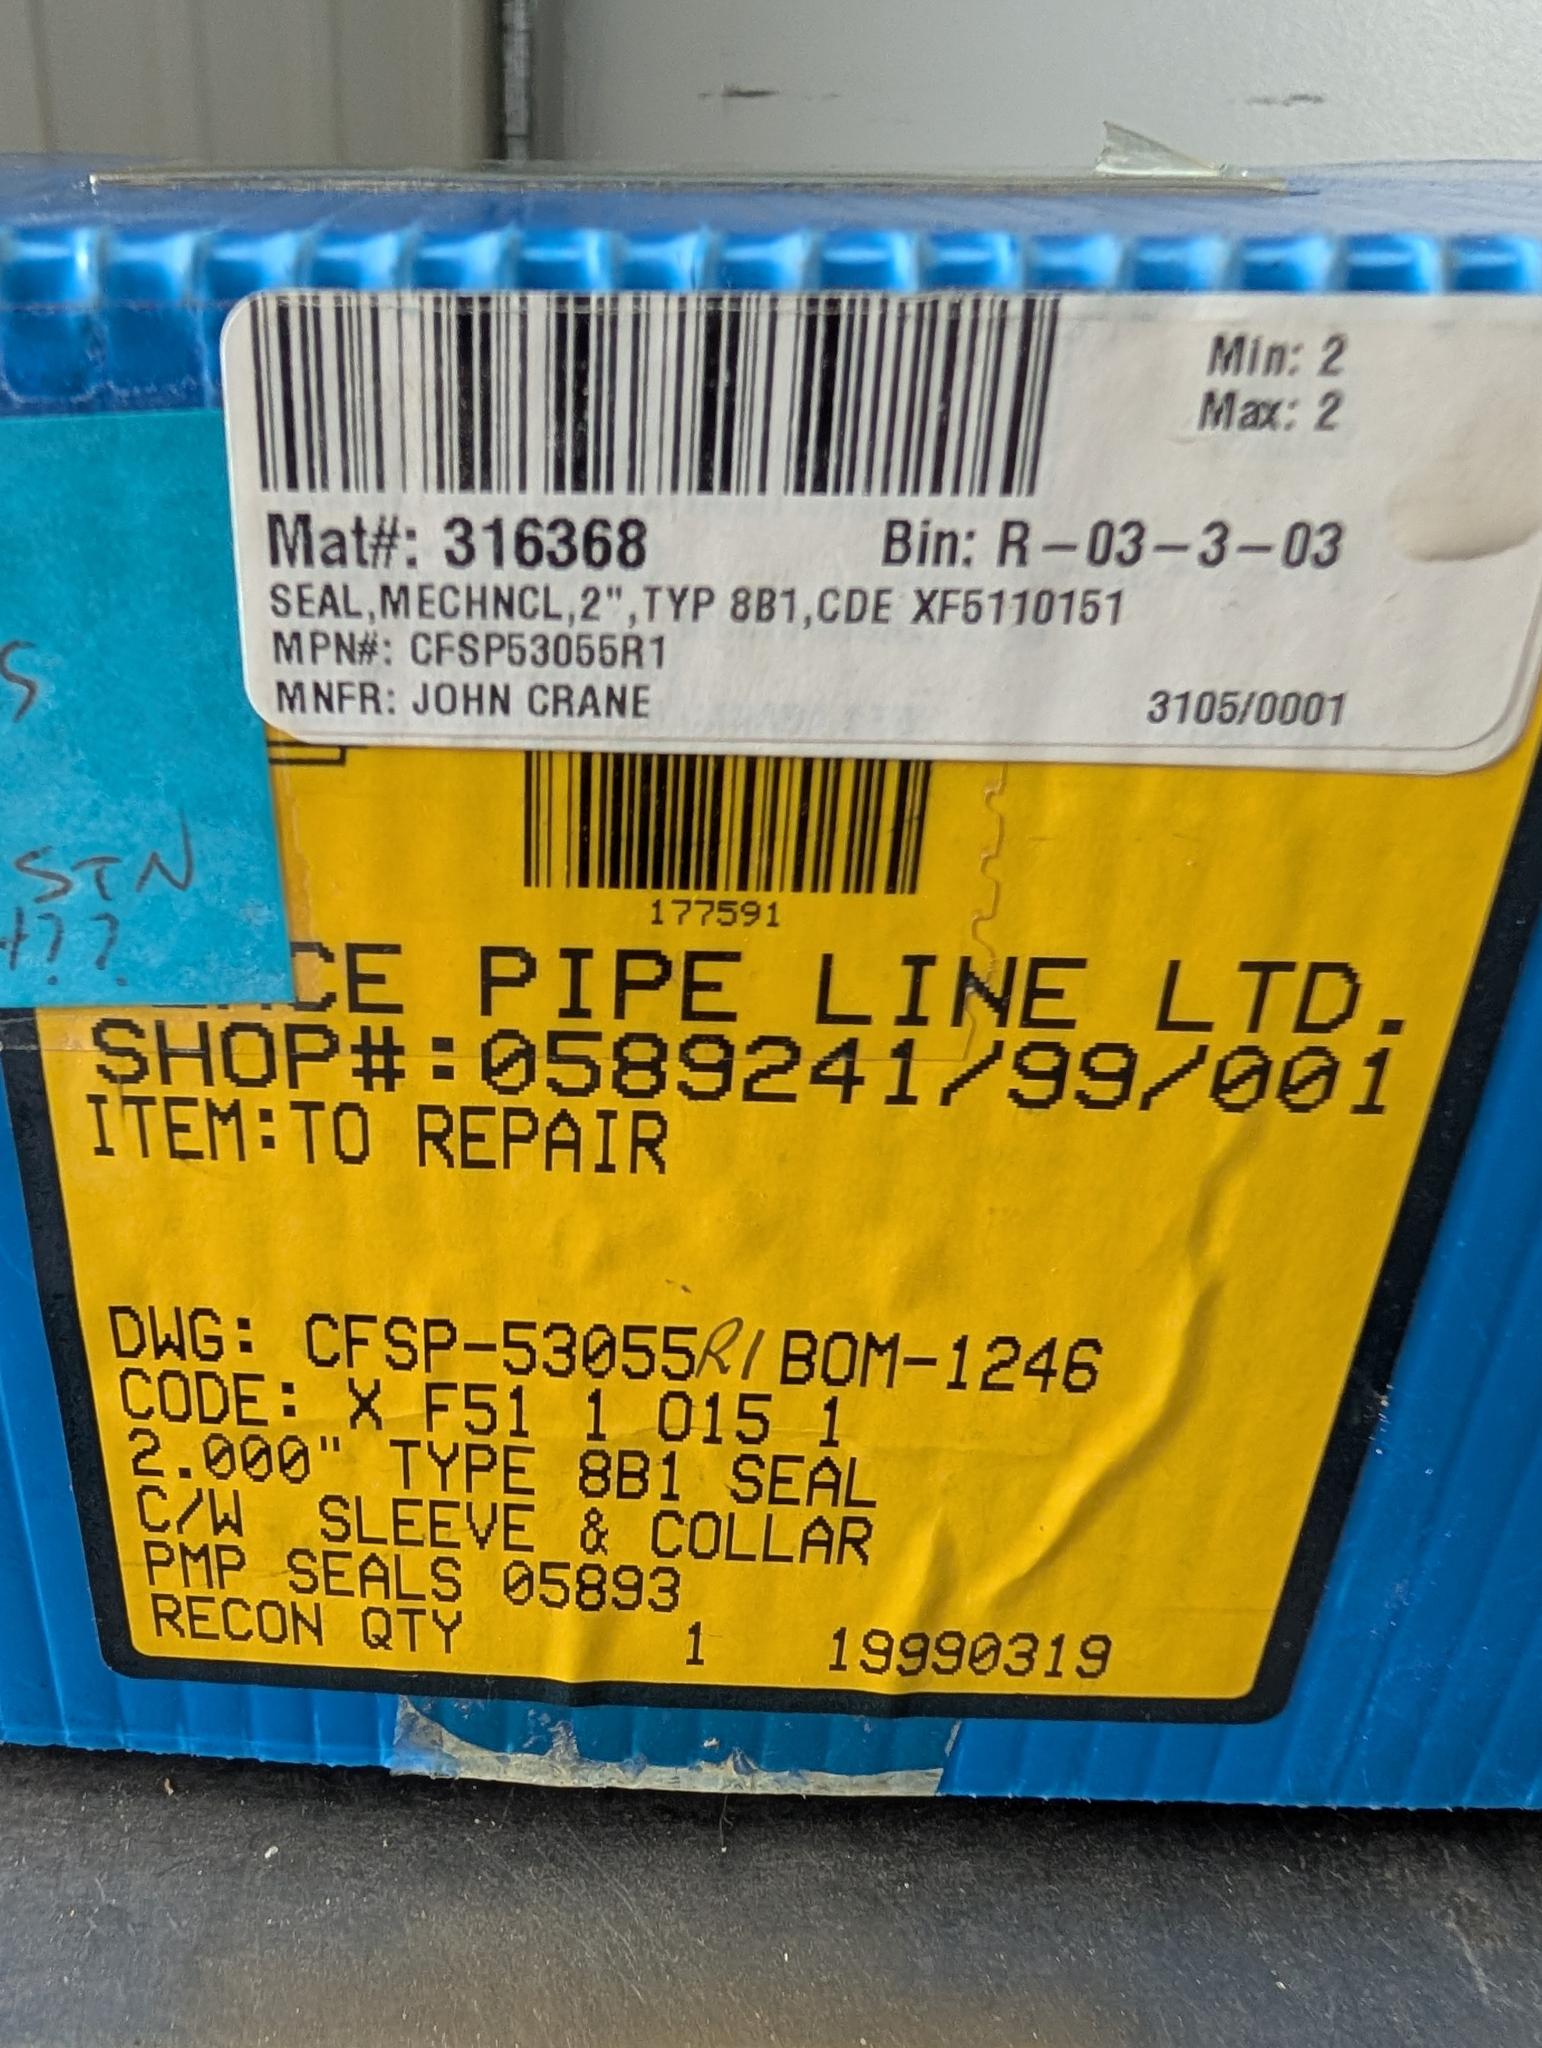 Min: 2
Max: 2
Mat#: 316368 Bin: R-03-3-03
SEAL,MECHNCL,2",TYP 8B1,CDE XF5110151
MPN#: CFSP53055R1
MNFR: JOHN CRANE 3105/0001
S
STN
??
177591
PIPE LINE LTD.
SHOP#:0589241/99/001
ITEM:TO REPAIR
DWG: CFSP-53055R1 BOM-1246
CODE: X F51 1 015 1
2.000" TYPE 8B1 SEAL
C/W SLEEVE & COLLAR
PMP SEALS 05893
RECON QTY 1 19990319